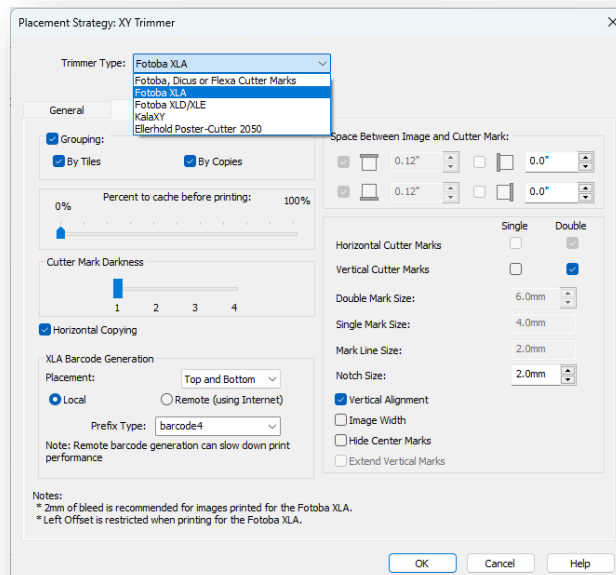 Placement Strategy: XY Trimmer
Trimmer Type: Fotoba XLA
Fotoba, Dicus or Flexa Cutter Marks
Fotoba XLA
Fotoba XLD/XLE
KalaXY
Ellerhold Poster-Cutter 2050
General
Grouping:
By Tiles By Copies
Percent to cache before printing:
0% 100%
Cutter Mark Darkness
1 2 3 4
Horizontal Copying
XLA Barcode Generation
Placement: Top and Bottom
Local Remote (using Internet)
Prefix Type: barcode4
Note: Remote barcode generation can slow down print
performance
Space Between Image and Cutter Mark:
0.12" 0.0"
0.12" 0.0"
Single Double
Horizontal Cutter Marks
Vertical Cutter Marks
Double Mark Size: 6.0mm
Single Mark Size: 4.0mm
Mark Line Size: 2.0mm
Notch Size: 2.0mm
Vertical Alignment
Image Width
Hide Center Marks
Extend Vertical Marks
Notes:
* 2mm of bleed is recommended for images printed for the Fotoba XLA.
* Left Offset is restricted when printing for the Fotoba XLA.
OK Cancel Help